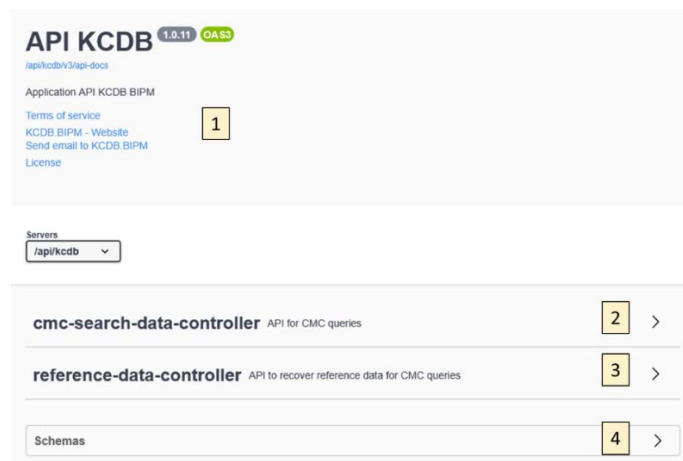 API KCDB 1.0.11 OAS3
/api/kcdb/v3/api-docs
Application API KCDB BIPM
Terms of service
1
KCDB.BIPM - Website
Send email to KCDB.BIPM
License
Servers
/api/kcdb
cmc-search-data-controller API for CMC queries 2
reference-data-controller API to recover reference data for CMC queries 3
Schemas 4